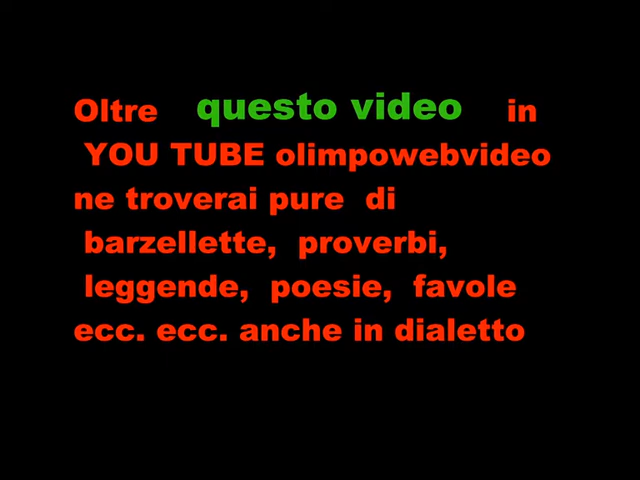 Oltre questo video in
YOU TUBE olimpowebvideo
ne troverai pure di
barzellette, proverbi,
leggende, poesie, favole
ecc. ecc. anche in dialetto